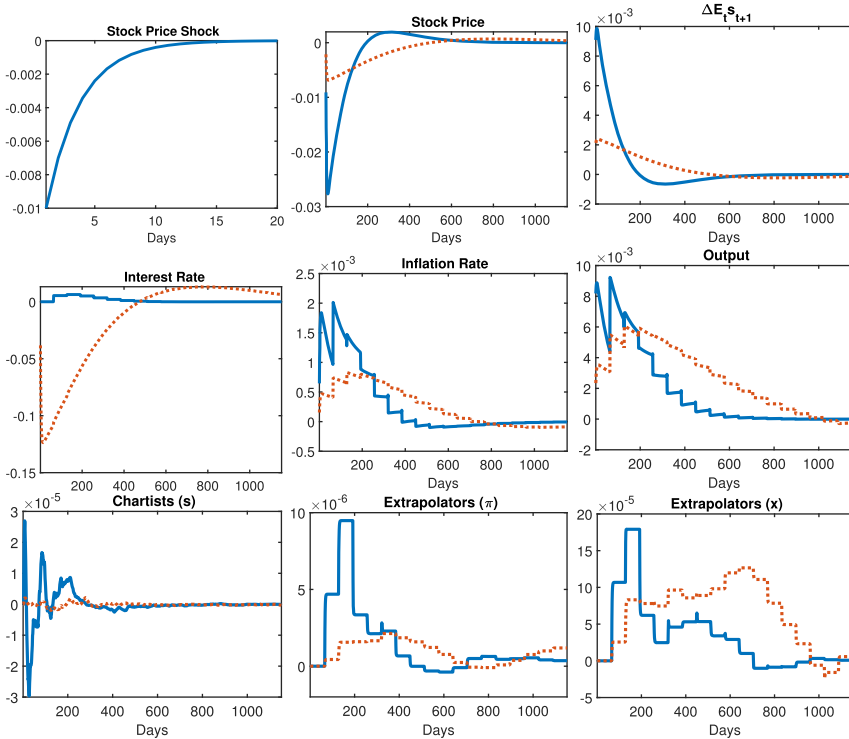 Stock Price Shock
0
-0.002
-0.004
-0.006
-0.008
-0.01
5 10 15 20
Days
Stock Price
0
-0.01
-0.02
-0.03
200 400 600 800 1000
Days
ΔE_t s_{t+1}
10 ×10^-3
8
6
4
2
0
-2
200 400 600 800 1000
Days
Interest Rate
0
-0.05
-0.1
-0.15
200 400 600 800 1000
Inflation Rate
×10^-3
2.5
2
1.5
1
0.5
0
-0.5
200 400 600 800 1000
Days
Output
10 ×10^-3
8
6
4
2
0
-2
200 400 600 800 1000
Days
Chartists (s)
3 ×10^-5
2
1
0
-1
-2
-3
200 400 600 800 1000
Days
Extrapolators (π)
10 ×10^-6
5
0
200 400 600 800 1000
Days
Extrapolators (x)
20 ×10^-5
15
10
5
0
-5
200 400 600 800 1000
Days